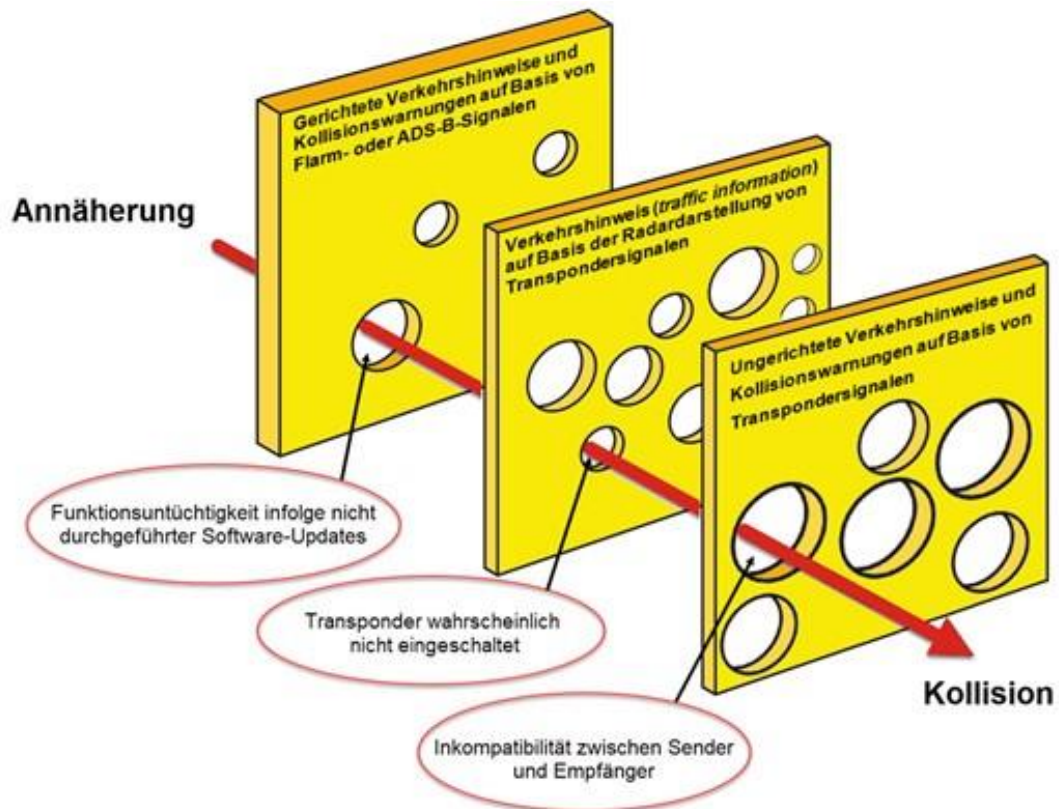 Gerichtete Verkehrshinweise und
Kollisionswarnungen auf Basis von
Flarm- oder ADS-B-Signalen
Annäherung
Verkehrshinweis (traffic information)
auf Basis der Radardarstellung von
Transpondersignalen
Ungerichtete Verkehrshinweise und
Kollisionswarnungen auf Basis von
Transpondersignalen
Funktionsuntüchtigkeit infolge nicht
durchgeführter Software-Updates
Transponder wahrscheinlich
nicht eingeschaltet
Kollision
Inkompatibilität zwischen Sender
und Empfänger